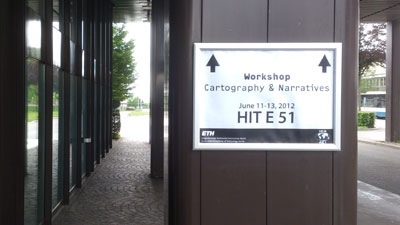 Workshop
Cartography & Narratives
June 11-13, 2012
HIT E 51
ETH